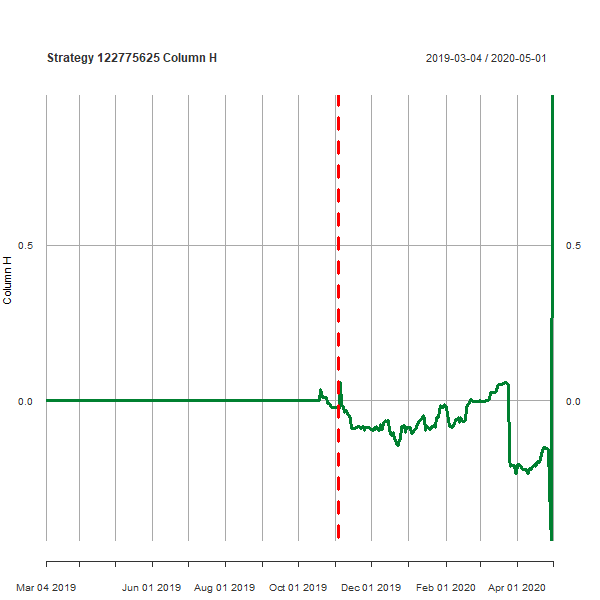 Strategy 122775625 Column H
2019-03-04 / 2020-05-01
0.5
0.5
Column H
0.0
0.0
Mar 04 2019
Jun 01 2019
Aug 01 2019
Oct 01 2019
Dec 01 2019
Feb 01 2020
Apr 01 2020